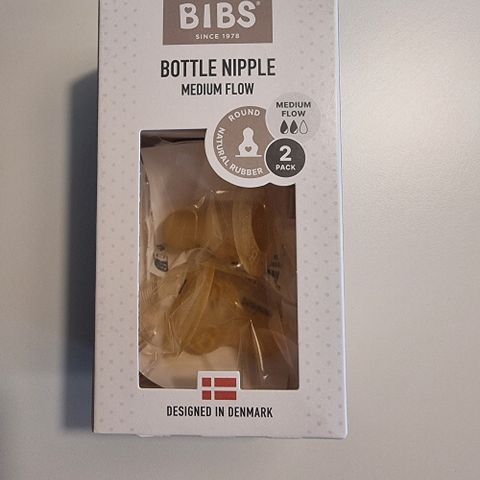 BIBS
SINCE 1978
BOTTLE NIPPLE
MEDIUM FLOW
MEDIUM
FLOW
ROUND
NATURAL RUBBER
2
PACK
DESIGNED IN DENMARK